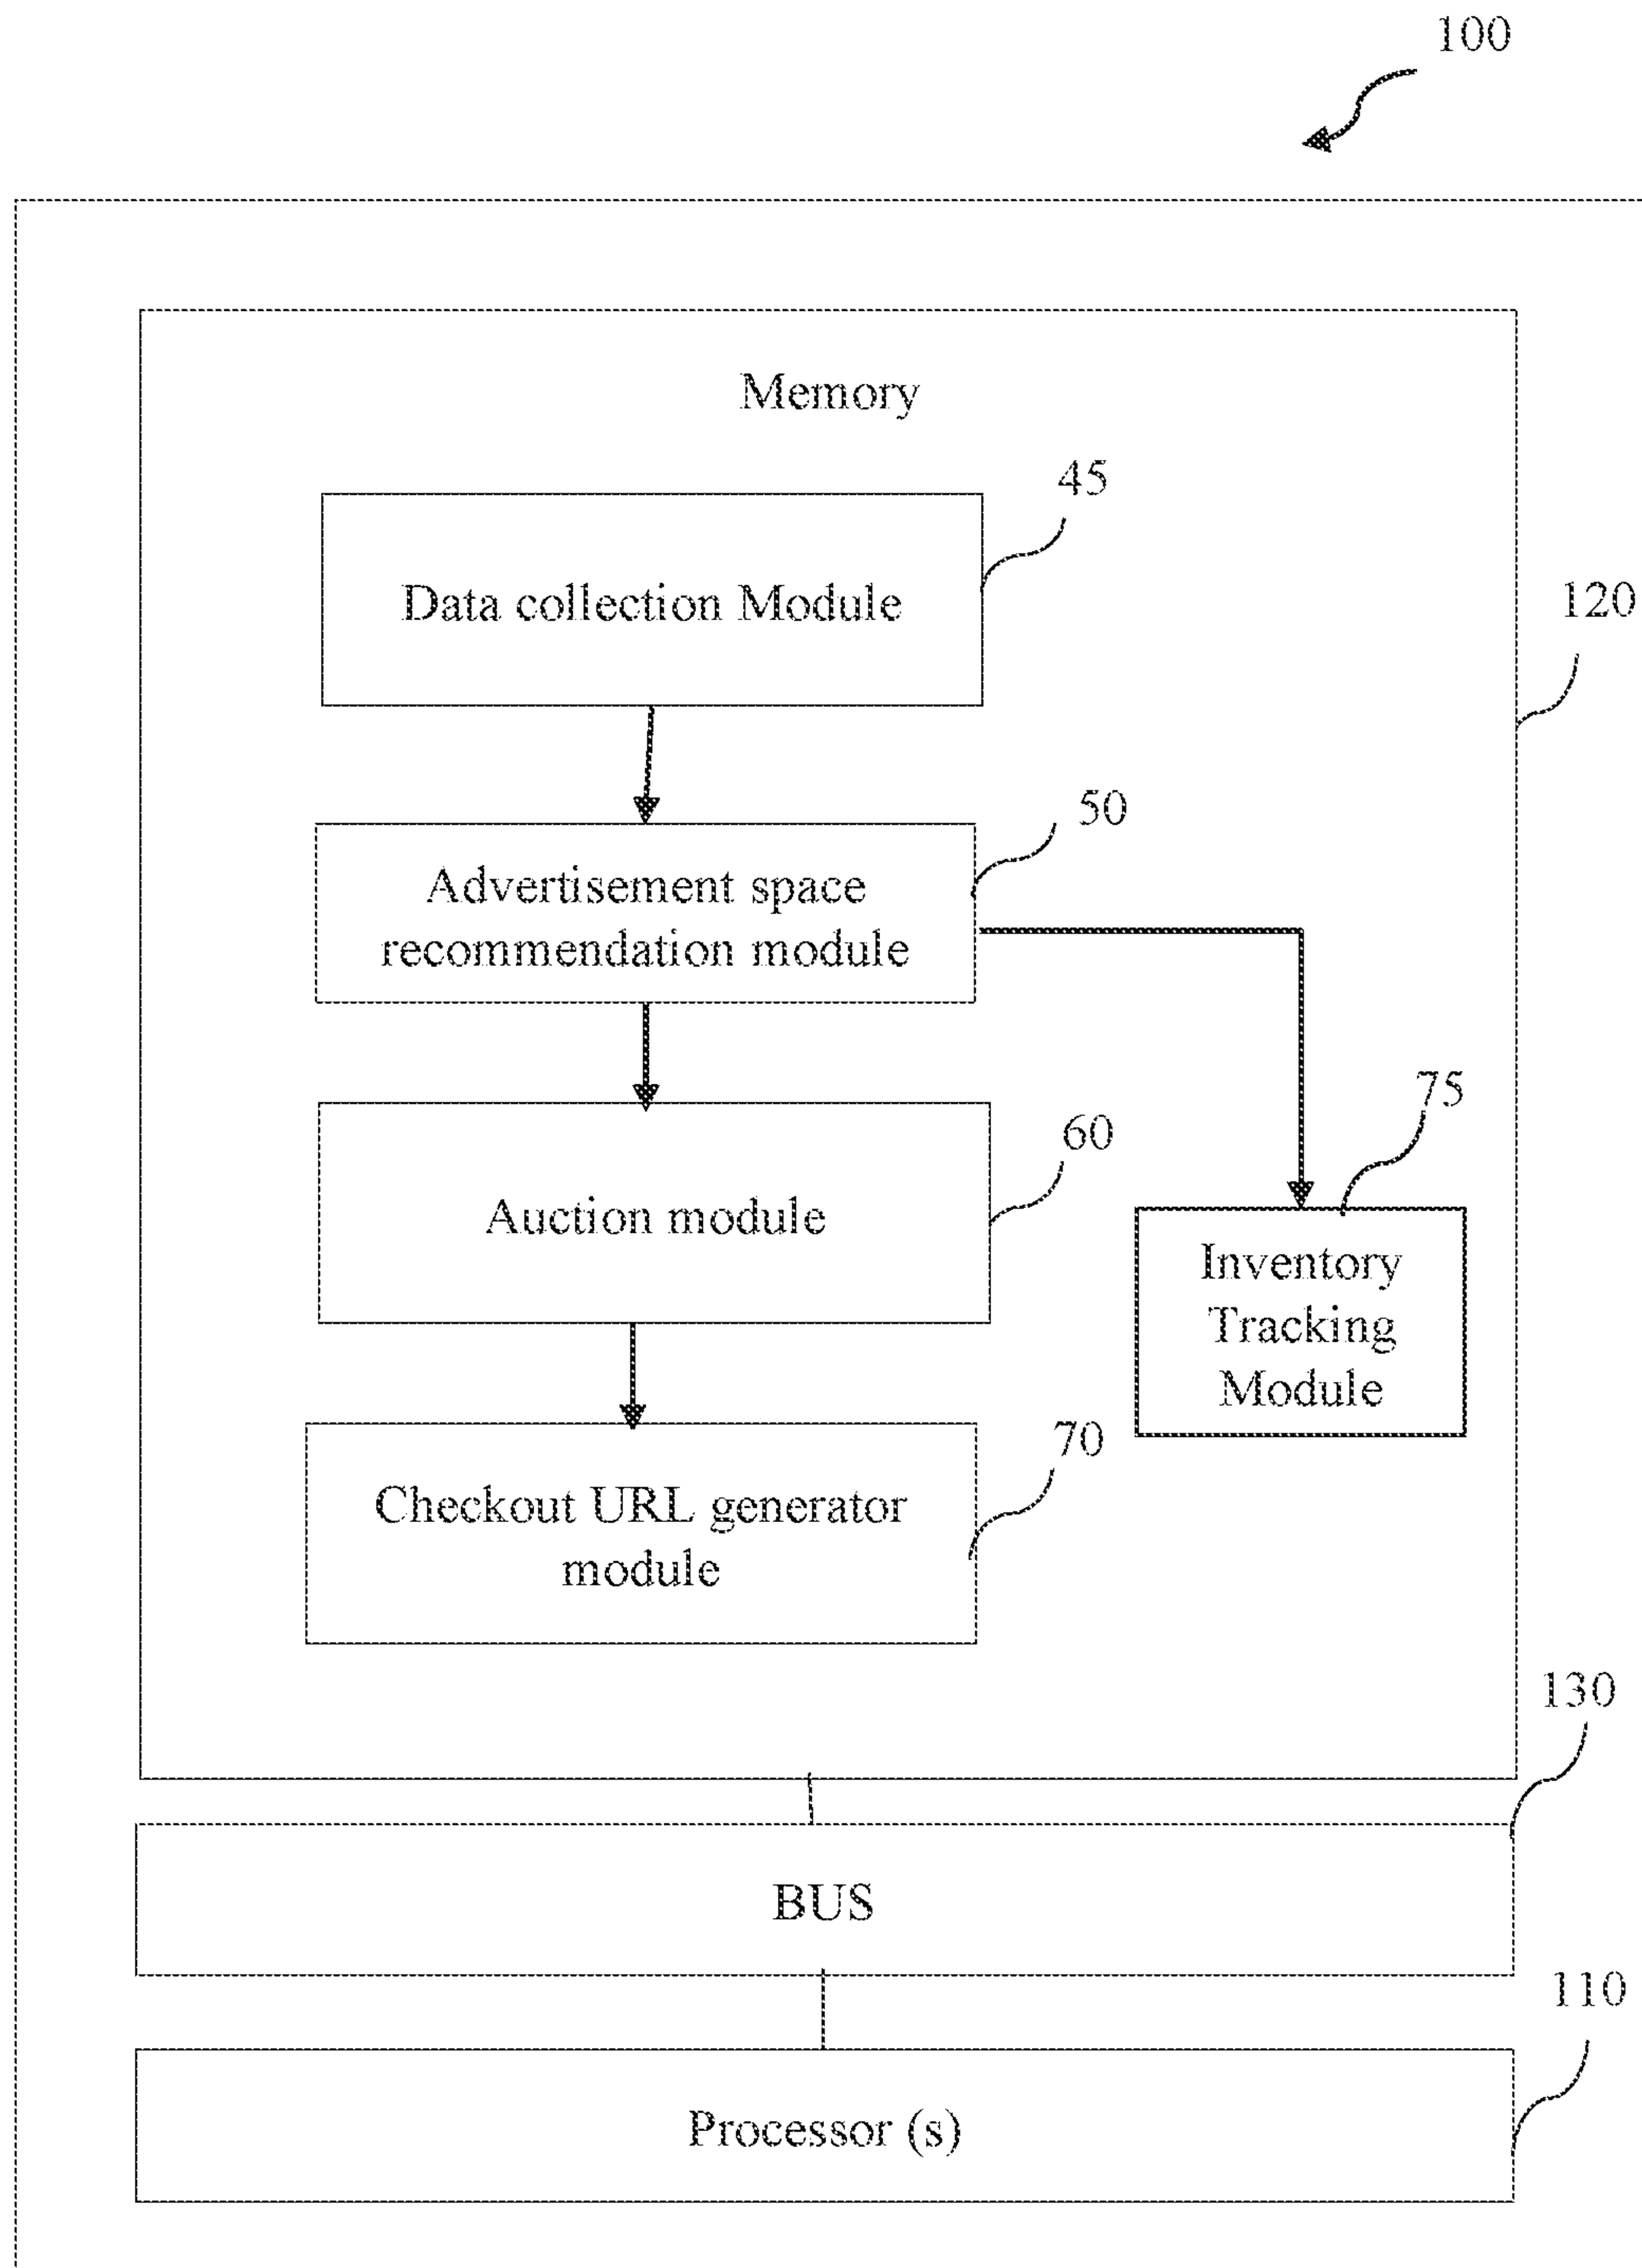 100
Memory
45
Data collection Module
120
50
Advertisement space
recommendation module
75
60
Auction module
Inventory
Tracking
Module
70
Checkout URL generator
module
130
BUS
110
Processor (s)